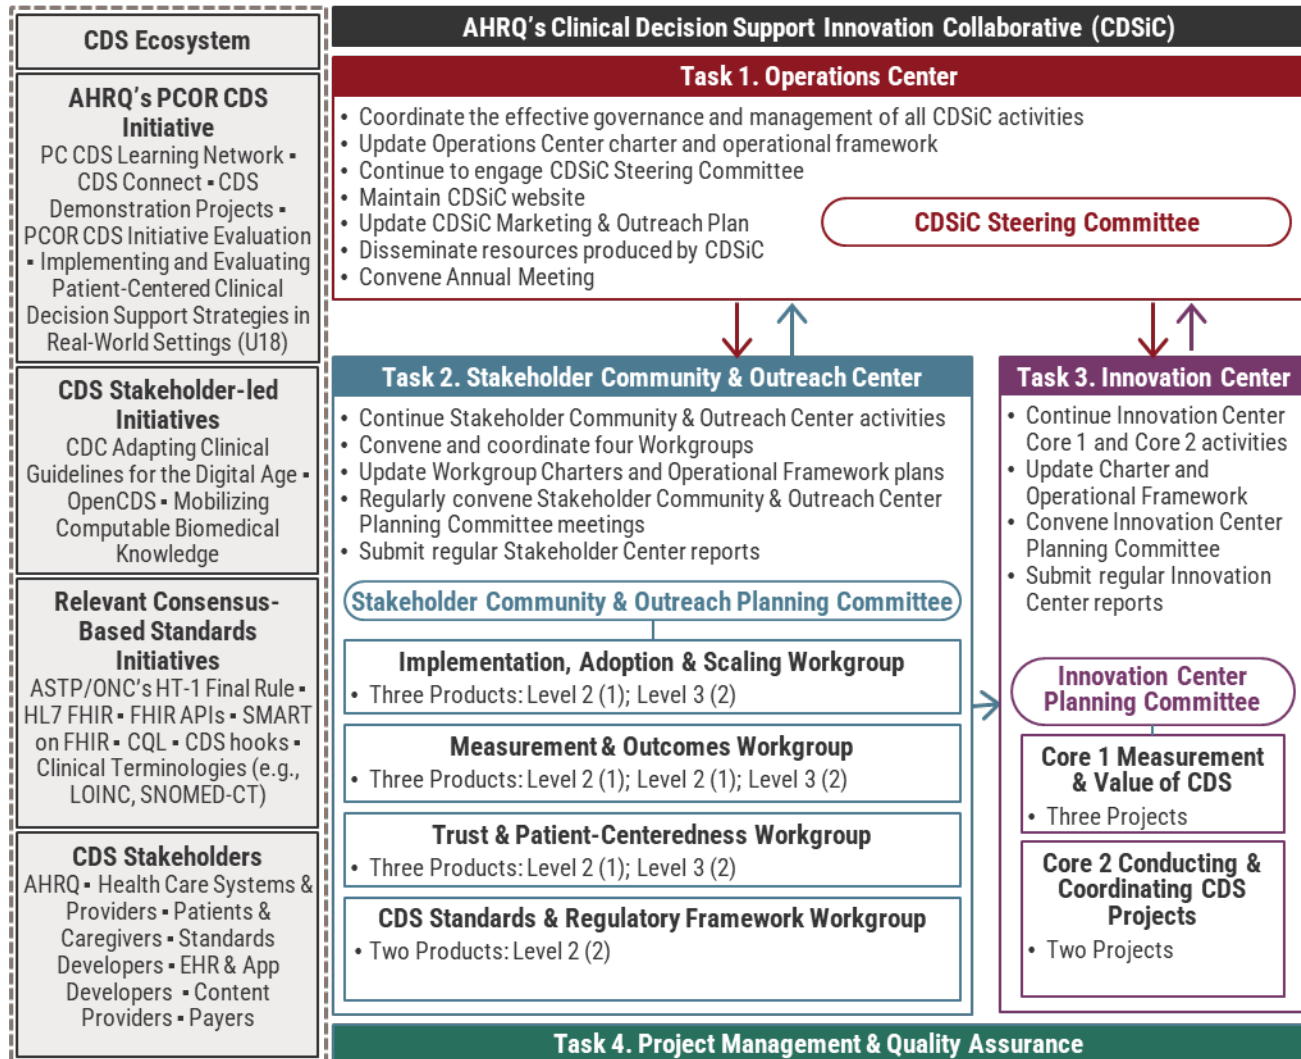 CDS Ecosystem
AHRQ's PCOR CDS
Initiative
PC CDS Learning Network ▪
CDS Connect ▪ CDS
Demonstration Projects ▪
PCOR CDS Initiative Evaluation
▪ Implementing and Evaluating
Patient-Centered Clinical
Decision Support Strategies in
Real-World Settings (U18)
CDS Stakeholder-led
Initiatives
CDC Adapting Clinical
Guidelines for the Digital Age ▪
OpenCDS ▪ Mobilizing
Computable Biomedical
Knowledge
Relevant Consensus-
Based Standards
Initiatives
ASTP/ONC's HT-1 Final Rule ▪
HL7 FHIR ▪ FHIR APIs ▪ SMART
on FHIR ▪ CQL ▪ CDS hooks ▪
Clinical Terminologies (e.g.,
LOINC, SNOMED-CT)
CDS Stakeholders
AHRQ ▪ Health Care Systems &
Providers ▪ Patients &
Caregivers ▪ Standards
Developers ▪ EHR & App
Developers ▪ Content
Providers ▪ Payers
AHRQ's Clinical Decision Support Innovation Collaborative (CDSiC)
Task 1. Operations Center
• Coordinate the effective governance and management of all CDSiC activities
• Update Operations Center charter and operational framework
• Continue to engage CDSiC Steering Committee
• Maintain CDSiC website
• Update CDSiC Marketing & Outreach Plan
• Disseminate resources produced by CDSiC
• Convene Annual Meeting
CDSiC Steering Committee
Task 2. Stakeholder Community & Outreach Center
• Continue Stakeholder Community & Outreach Center activities
• Convene and coordinate four Workgroups
• Update Workgroup Charters and Operational Framework plans
• Regularly convene Stakeholder Community & Outreach Center
Planning Committee meetings
• Submit regular Stakeholder Center reports
Stakeholder Community & Outreach Planning Committee
Implementation, Adoption & Scaling Workgroup
• Three Products: Level 2 (1); Level 3 (2)
Measurement & Outcomes Workgroup
• Three Products: Level 2 (1); Level 2 (1); Level 3 (2)
Trust & Patient-Centeredness Workgroup
• Three Products: Level 2 (1); Level 3 (2)
CDS Standards & Regulatory Framework Workgroup
• Two Products: Level 2 (2)
Task 3. Innovation Center
• Continue Innovation Center
Core 1 and Core 2 activities
• Update Charter and
Operational Framework
• Convene Innovation Center
Planning Committee
• Submit regular Innovation
Center reports
Innovation Center
Planning Committee
Core 1 Measurement
& Value of CDS
• Three Projects
Core 2 Conducting &
Coordinating CDS
Projects
• Two Projects
Task 4. Project Management & Quality Assurance